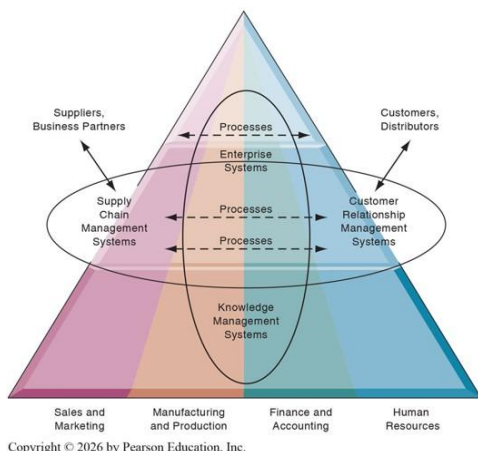 Suppliers,
Business Partners
Customers,
Distributors
Processes
Enterprise
Systems
Supply
Chain
Management
Systems
Processes
Processes
Customer
Relationship
Management
Systems
Knowledge
Management
Systems
Sales and
Marketing
Manufacturing
and Production
Finance and
Accounting
Human
Resources
Copyright © 2026 by Pearson Education, Inc.